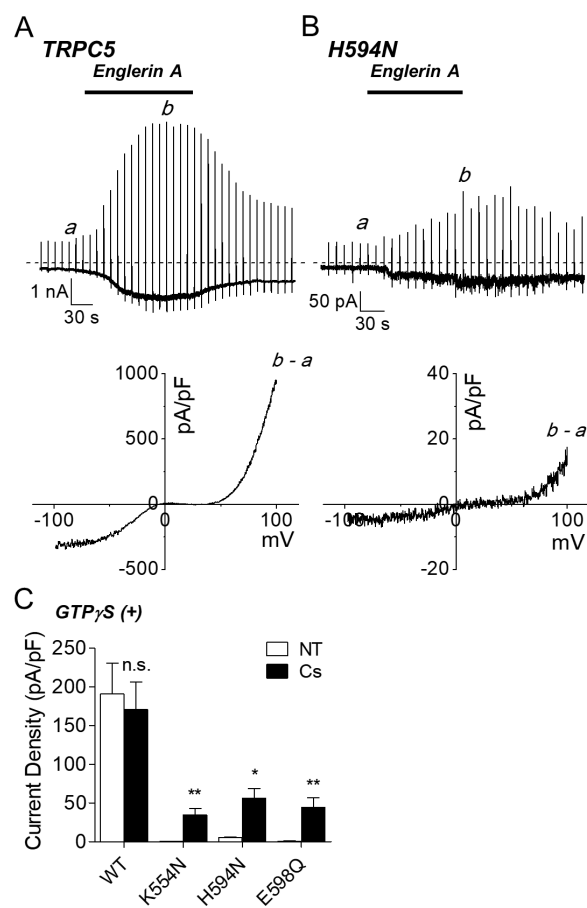 A
TRPC5
Englerin A
b
a
1 nA
30 s
B
H594N
Englerin A
b
a
50 pA
30 s
1000
500
0
-500
pA/pF
b - a
-100
0
100
mV
40
20
0
-20
pA/pF
b - a
-100
0
100
mV
C
GTPγS (+)
Current Density (pA/pF)
250
200
150
100
50
0
n.s.
**
*
**
NT
Cs
WT
K554N
H594N
E598Q